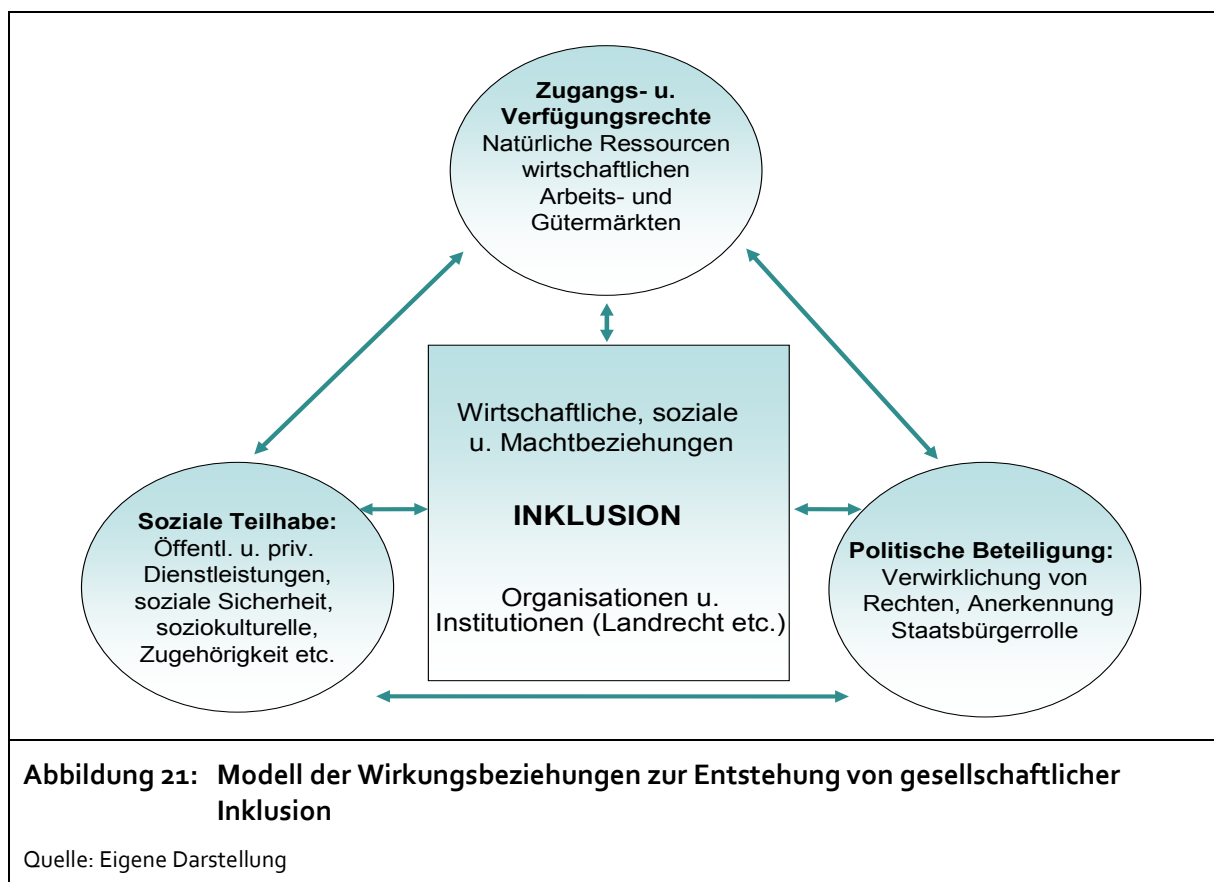 Zugangs- u.
Verfügungsrechte
Natürliche Ressourcen
wirtschaftlichen
Arbeits- und
Gütermärkten
Wirtschaftliche, soziale
u. Machtbeziehungen
INKLUSION
Organisationen u.
Institutionen (Landrecht etc.)
Soziale Teilhabe:
Öffentl. u. priv.
Dienstleistungen,
soziale Sicherheit,
soziokulturelle,
Zugehörigkeit etc.
Politische Beteiligung:
Verwirklichung von
Rechten, Anerkennung
Staatsbürgerrolle
Abbildung 21: Modell der Wirkungsbeziehungen zur Entstehung von gesellschaftlicher
Inklusion
Quelle: Eigene Darstellung